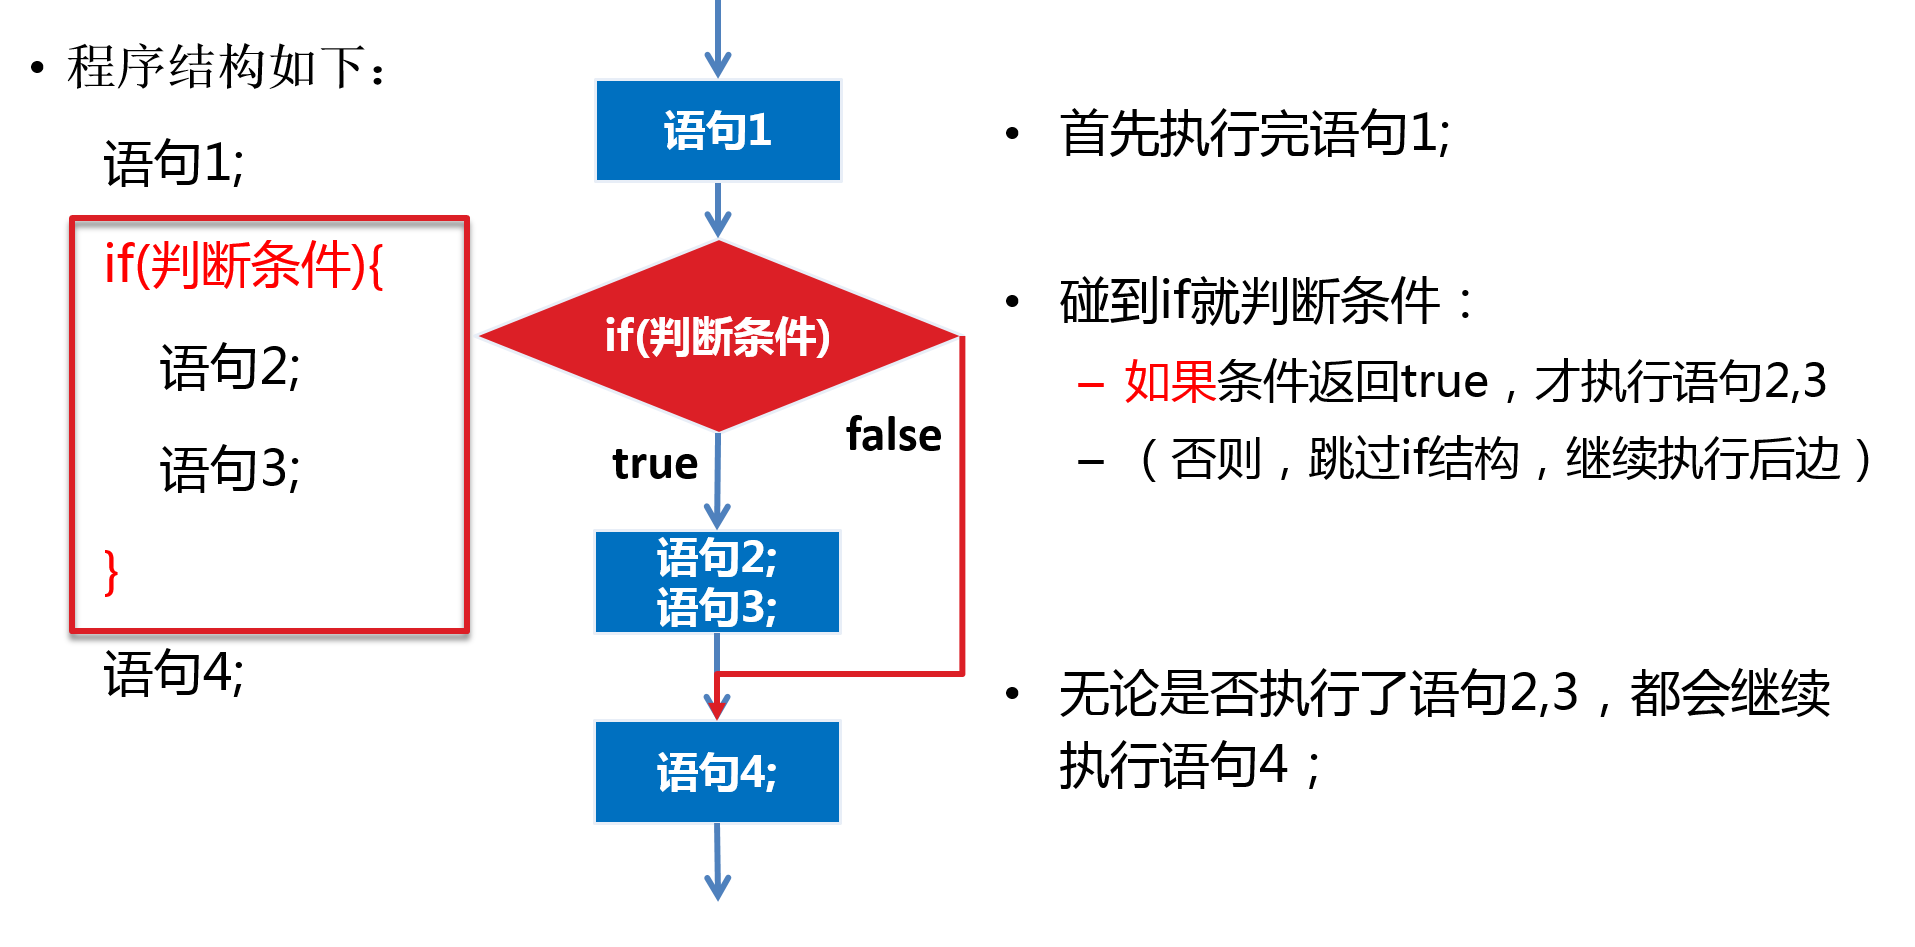 • 程序结构如下：
语句1;
if(判断条件){
语句2;
语句3;
}
语句4;
语句1
if(判断条件)
true
false
语句2;
语句3;
语句4;
• 首先执行完语句1;
• 碰到if就判断条件：
– 如果条件返回true，才执行语句2,3
– （否则，跳过if结构，继续执行后边）
• 无论是否执行了语句2,3，都会继续
执行语句4；